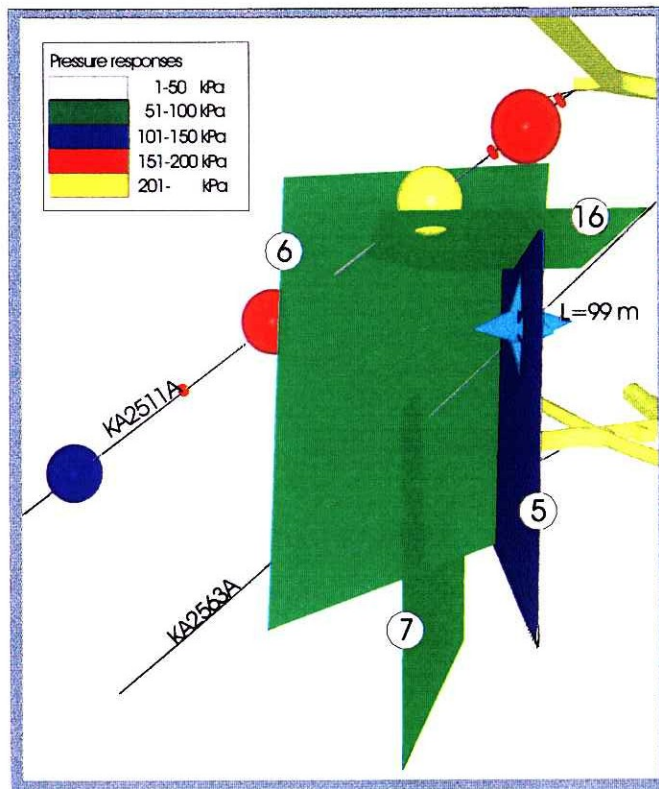 Pressure responses
1-50 kPa
51-100 kPa
101-150 kPa
151-200 kPa
201- kPa
16
6
L=99 m
KA2511A
5
KA2563A
7